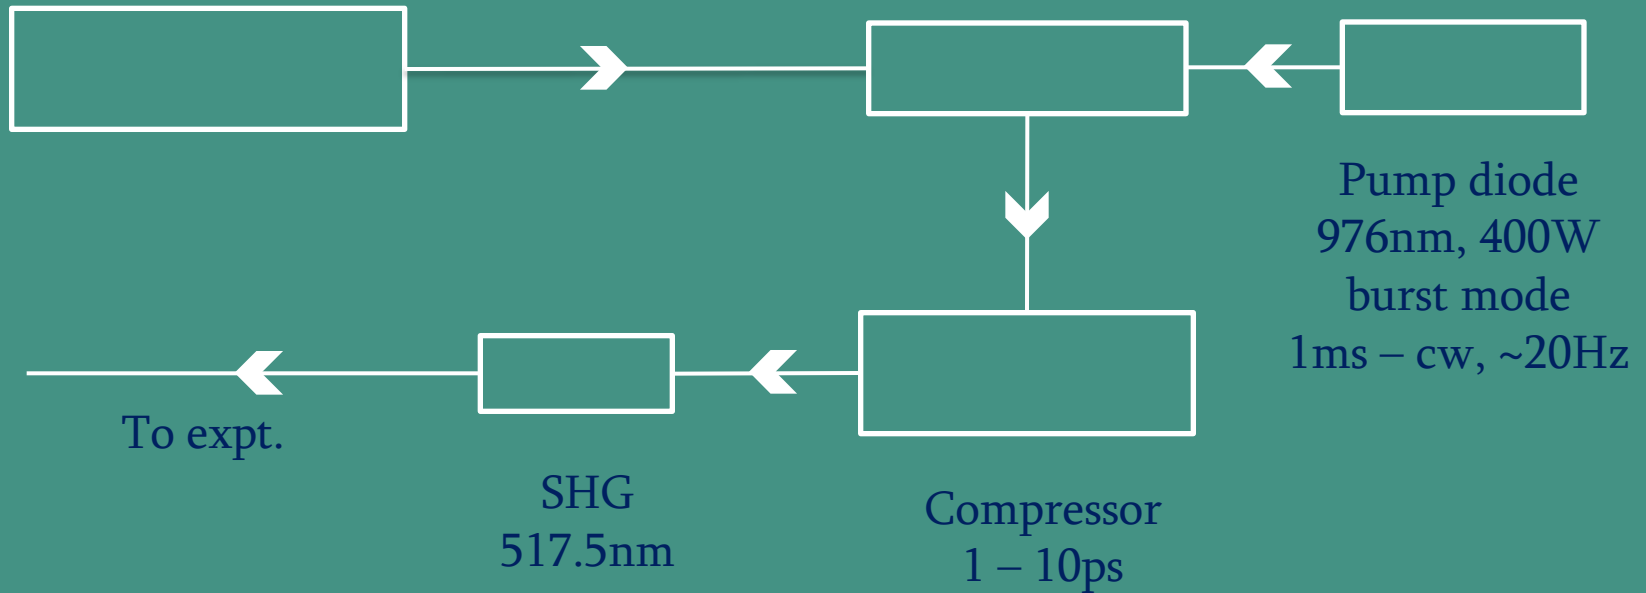 Pump diode
976nm, 400W
burst mode
1ms – cw, ~20Hz
To expt.
SHG
517.5nm
Compressor
1 – 10ps